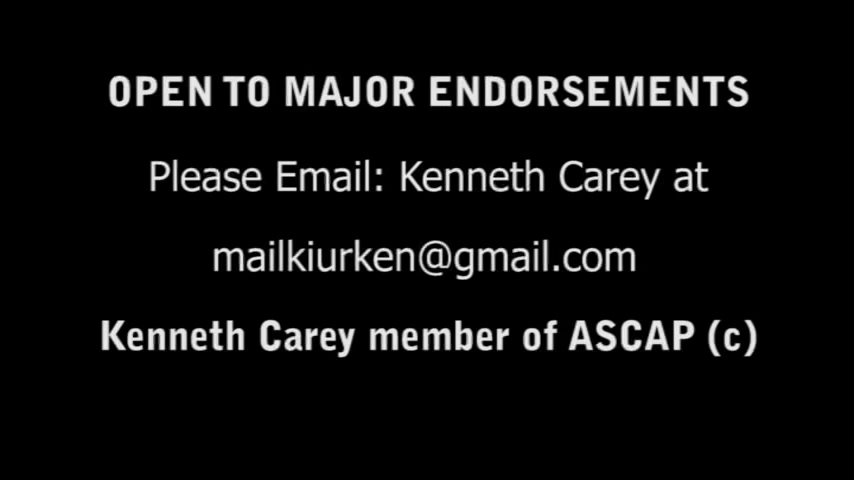 OPEN TO MAJOR ENDORSEMENTS
Please Email: Kenneth Carey at
mailkiurken@gmail.com
Kenneth Carey member of ASCAP (c)